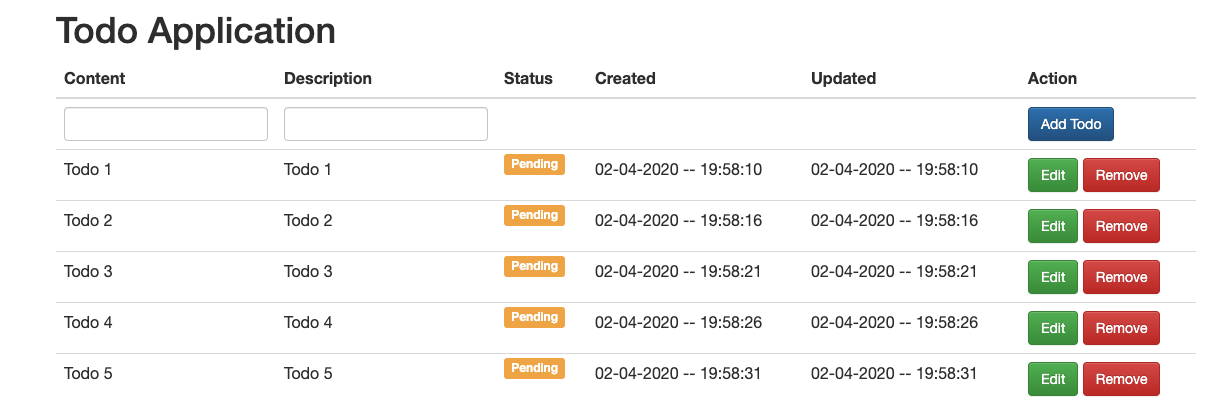 Todo Application
Content Description Status Created Updated Action
Add Todo
Todo 1 Todo 1 Pending 02-04-2020 -- 19:58:10 02-04-2020 -- 19:58:10 Edit Remove
Todo 2 Todo 2 Pending 02-04-2020 -- 19:58:16 02-04-2020 -- 19:58:16 Edit Remove
Todo 3 Todo 3 Pending 02-04-2020 -- 19:58:21 02-04-2020 -- 19:58:21 Edit Remove
Todo 4 Todo 4 Pending 02-04-2020 -- 19:58:26 02-04-2020 -- 19:58:26 Edit Remove
Todo 5 Todo 5 Pending 02-04-2020 -- 19:58:31 02-04-2020 -- 19:58:31 Edit Remove